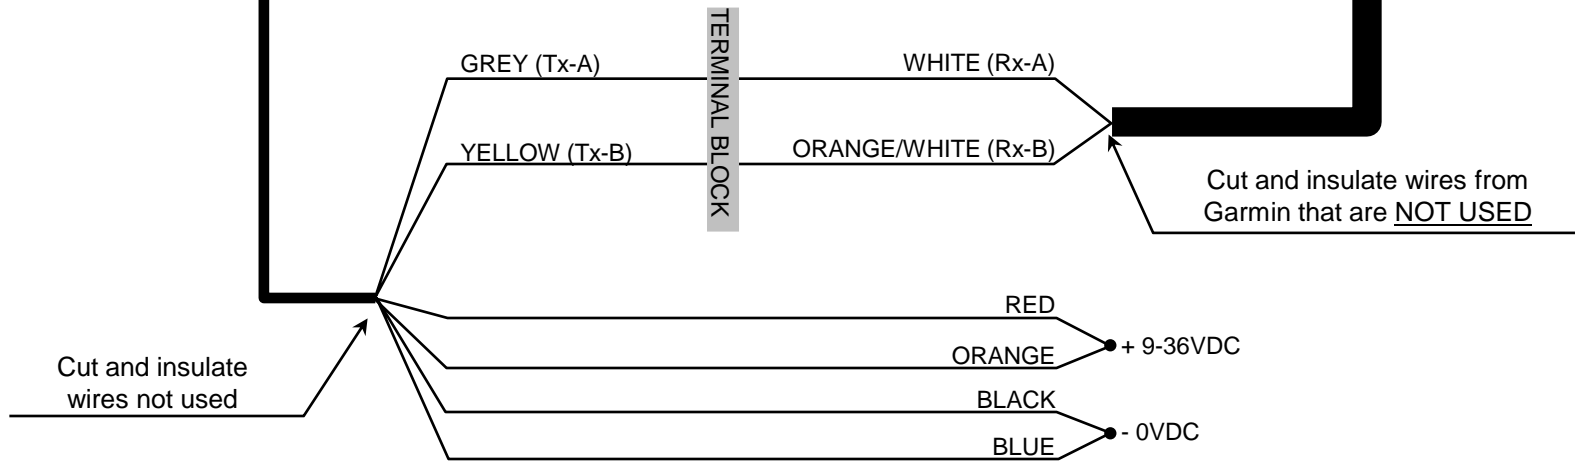 GREY (Tx-A)
TERMINAL BLOCK
WHITE (Rx-A)
YELLOW (Tx-B)
ORANGE/WHITE (Rx-B)
Cut and insulate wires from
Garmin that are NOT USED
RED
+ 9-36VDC
ORANGE
Cut and insulate
wires not used
BLACK
- 0VDC
BLUE